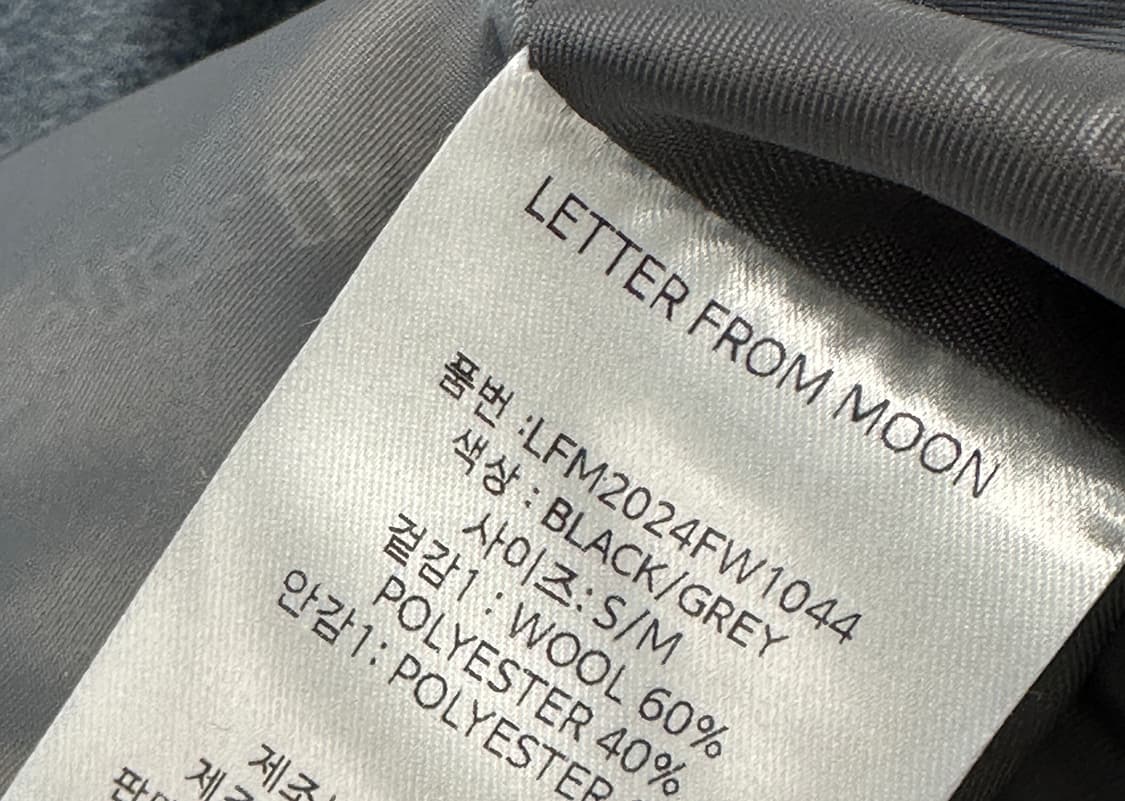 LETTER FROM MOON
품번 :LFM2024FW1044
색상 : BLACK/GREY
사이즈: S/M
겉감1 : WOOL 60%
POLYESTER 40%
안감1: POLYESTER